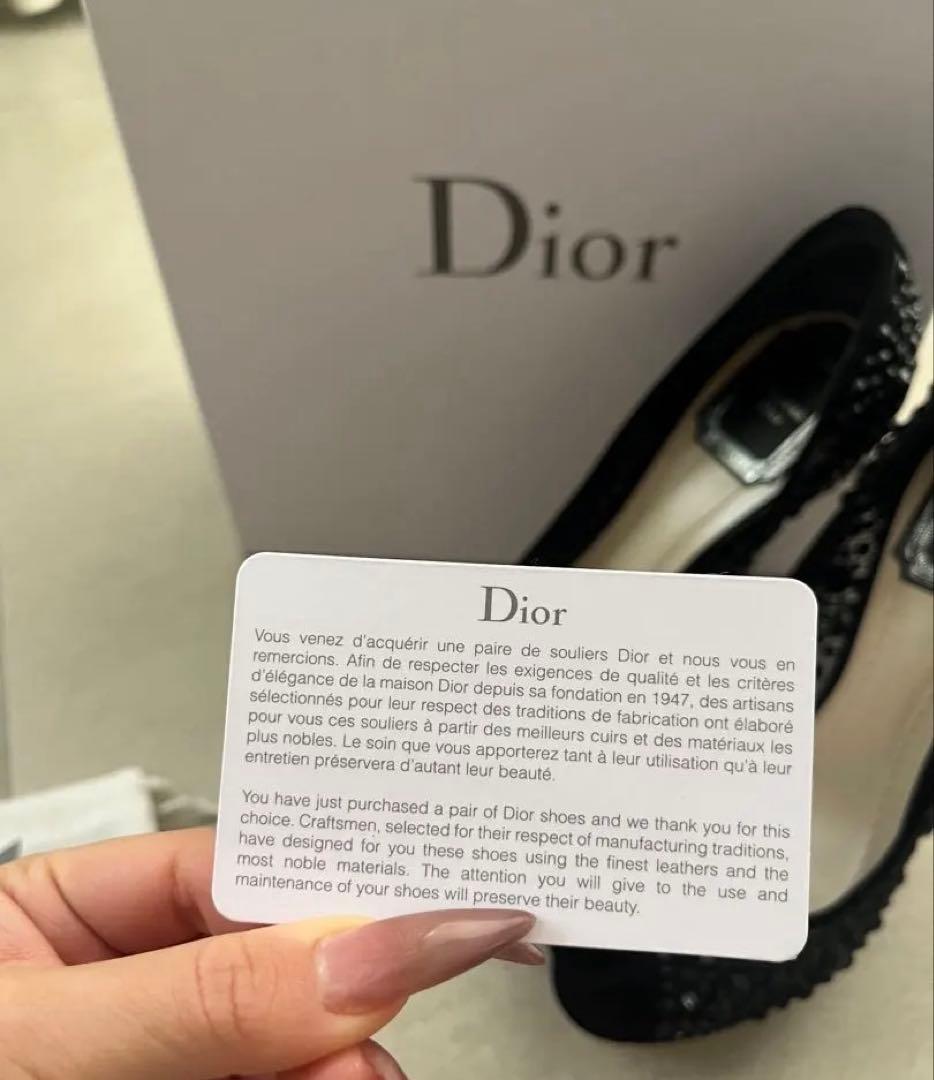 Dior
Dior
Vous venez d'acquérir une paire de souliers Dior et nous vous en
remercions. Afin de respecter les exigences de qualité et les critères
d'élégance de la maison Dior depuis sa fondation en 1947, des artisans
sélectionnés pour leur respect des traditions de fabrication ont élaboré
pour vous ces souliers à partir des meilleurs cuirs et des matériaux les
plus nobles. Le soin que vous apporterez tant à leur utilisation qu'à leur
entretien préservera d'autant leur beauté.
You have just purchased a pair of Dior shoes and we thank you for this
choice. Craftsmen, selected for their respect of manufacturing traditions,
have designed for you these shoes using the finest leathers and the
most noble materials. The attention you will give to the use and
maintenance of your shoes will preserve their beauty.